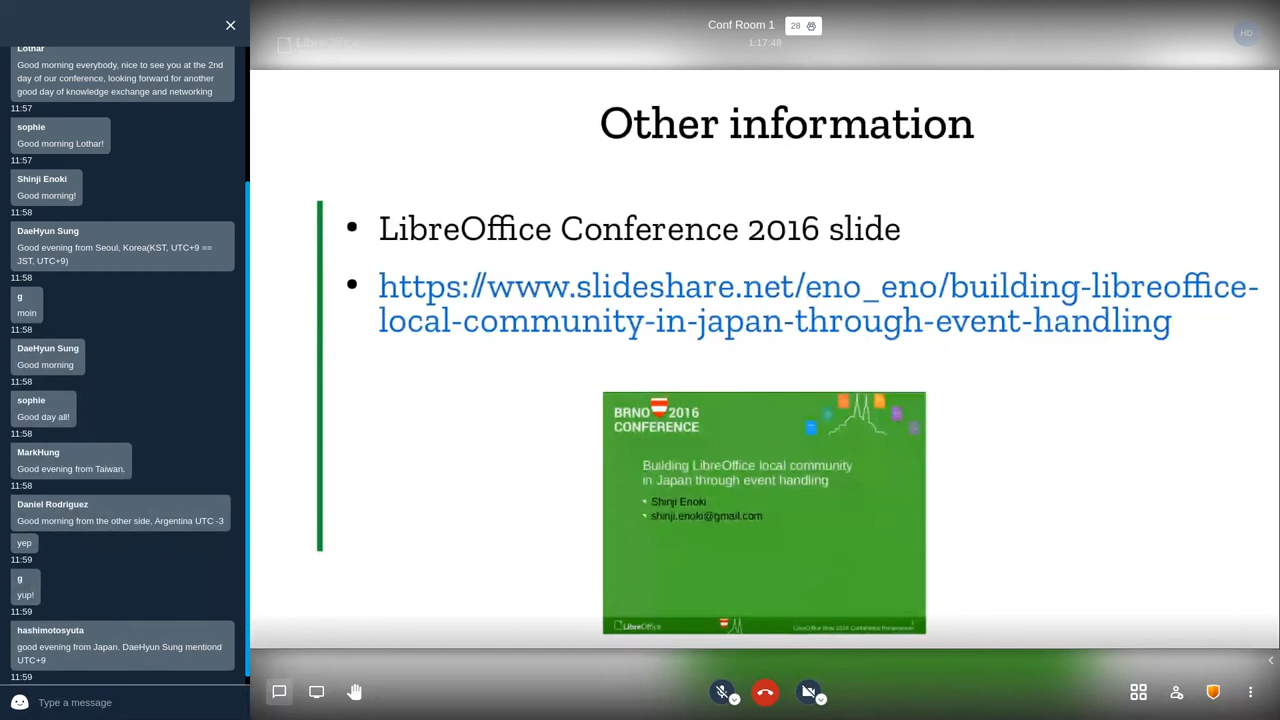 Lothar
Good morning everybody, nice to see you at the 2nd
day of our conference, looking forward for another
good day of knowledge exchange and networking
11:57
sophie
Good morning Lothar!
11:57
Shinji Enoki
Good morning!
11:58
DaeHyun Sung
Good evening from Seoul, Korea(KST, UTC+9 ==
JST, UTC+9)
11:58
g
moin
11:58
DaeHyun Sung
Good morning
11:58
sophie
Good day all!
11:58
MarkHung
Good evening from Taiwan.
11:58
Daniel Rodriguez
Good morning from the other side, Argentina UTC -3
yep
11:59
g
yup!
11:59
hashimotosyuta
good evening from Japan. DaeHyun Sung mentiond
UTC+9
11:59
Type a message
Conf Room 1
28
1:17:48
HD
LibreOffice
Other information
• LibreOffice Conference 2016 slide
• https://www.slideshare.net/eno_eno/building-libreoffice-
local-community-in-japan-through-event-handling
BRNO 2016
CONFERENCE
Building LibreOffice local community
in Japan through event handling
Shinji Enoki
shinji.enoki@gmail.com
LibreOffice
LibreOffice Brno 2016 Conference Presentation
1